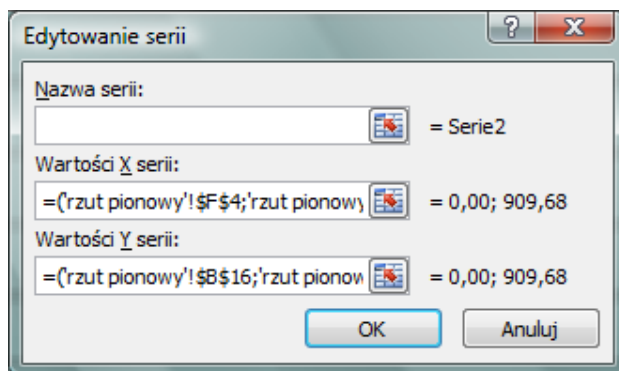 Edytowanie serii
Nazwa serii:
= Serie2
Wartości X serii:
=('rzut pionowy'!$F$4;'rzut pionowy = 0,00; 909,68
Wartości Y serii:
=('rzut pionowy'!$B$16;'rzut pionow = 0,00; 909,68
OK Anuluj